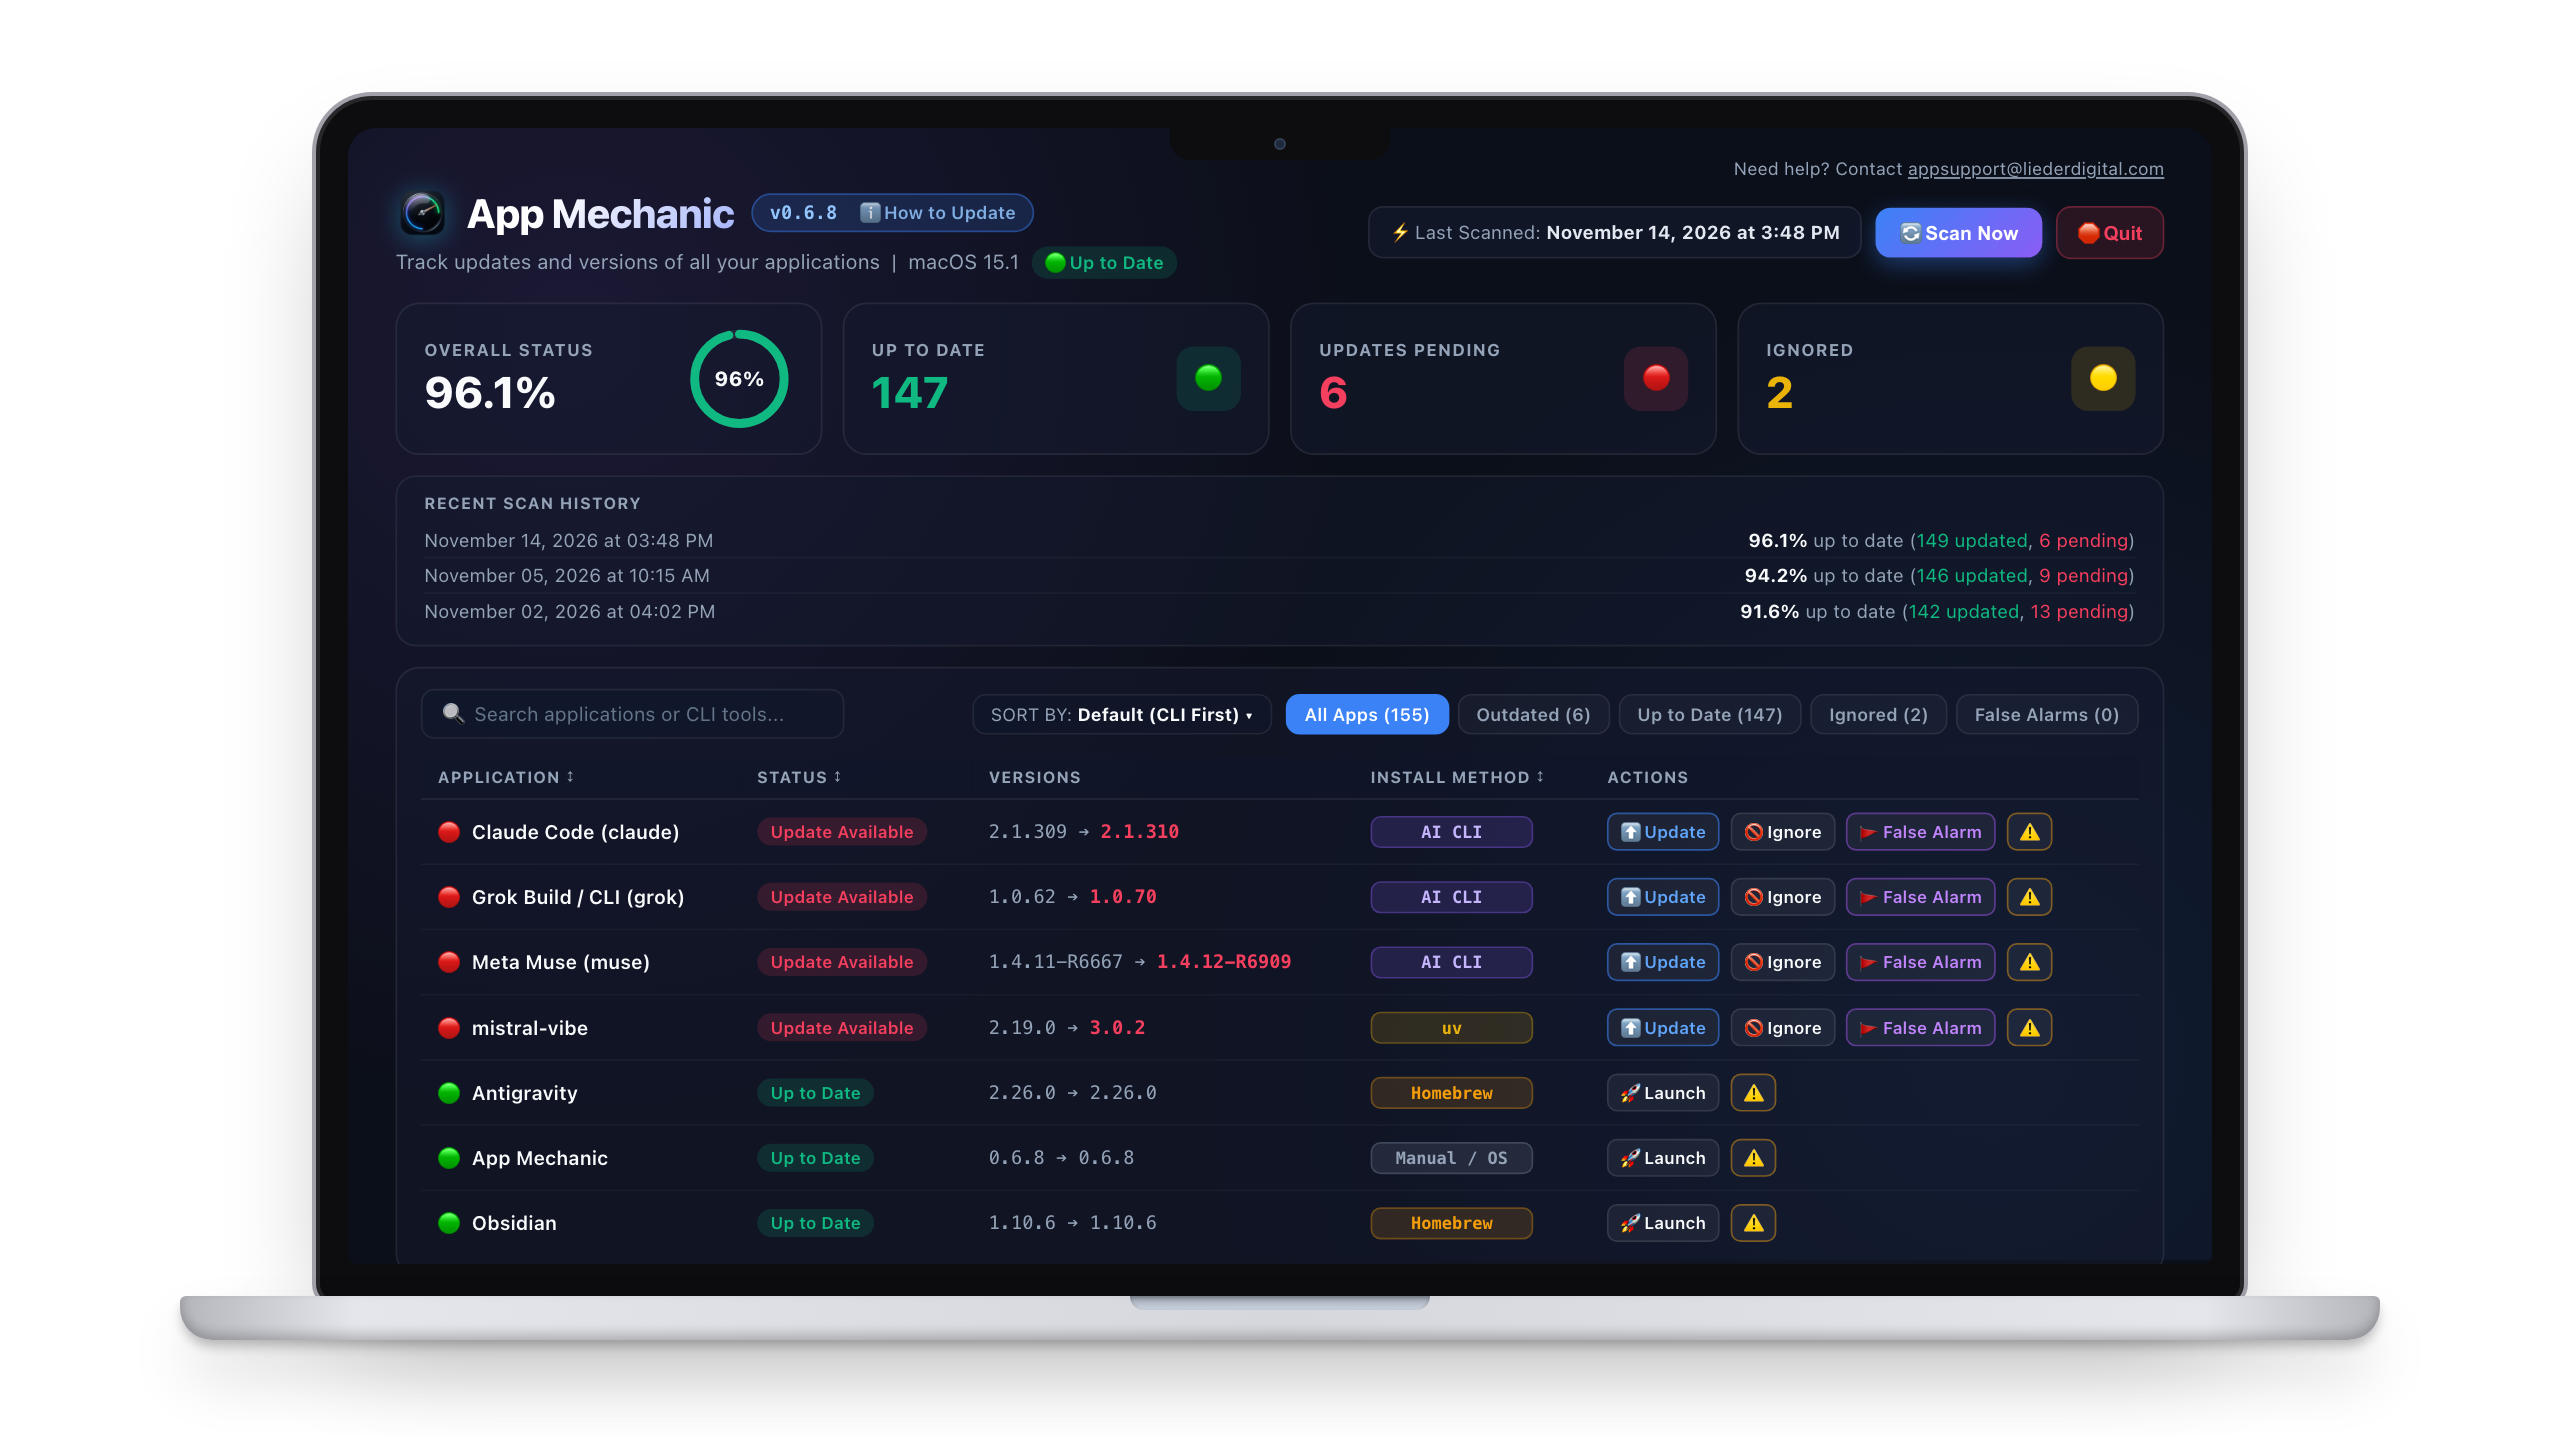 Need help? Contact appsupport@liederdigital.com
App Mechanic v0.6.8 ℹ️ How to Update
⚡ Last Scanned: November 14, 2026 at 3:48 PM 🔄 Scan Now 🛑 Quit
Track updates and versions of all your applications | macOS 15.1 🟢 Up to Date
OVERALL STATUS
96.1%
96%
UP TO DATE
147
UPDATES PENDING
6
IGNORED
2
RECENT SCAN HISTORY
November 14, 2026 at 03:48 PM 96.1% up to date (149 updated, 6 pending)
November 05, 2026 at 10:15 AM 94.2% up to date (146 updated, 9 pending)
November 02, 2026 at 04:02 PM 91.6% up to date (142 updated, 13 pending)
🔍 Search applications or CLI tools... SORT BY: Default (CLI First) ▾ All Apps (155) Outdated (6) Up to Date (147) Ignored (2) False Alarms (0)
APPLICATION ↕ STATUS ↕ VERSIONS INSTALL METHOD ↕ ACTIONS
🔴 Claude Code (claude) Update Available 2.1.309 → 2.1.310 AI CLI ⬆️ Update 🚫 Ignore 🚩 False Alarm ⚠️
🔴 Grok Build / CLI (grok) Update Available 1.0.62 → 1.0.70 AI CLI ⬆️ Update 🚫 Ignore 🚩 False Alarm ⚠️
🔴 Meta Muse (muse) Update Available 1.4.11-R6667 → 1.4.12-R6909 AI CLI ⬆️ Update 🚫 Ignore 🚩 False Alarm ⚠️
🔴 mistral-vibe Update Available 2.19.0 → 3.0.2 uv ⬆️ Update 🚫 Ignore 🚩 False Alarm ⚠️
🟢 Antigravity Up to Date 2.26.0 → 2.26.0 Homebrew 🚀 Launch ⚠️
🟢 App Mechanic Up to Date 0.6.8 → 0.6.8 Manual / OS 🚀 Launch ⚠️
🟢 Obsidian Up to Date 1.10.6 → 1.10.6 Homebrew 🚀 Launch ⚠️